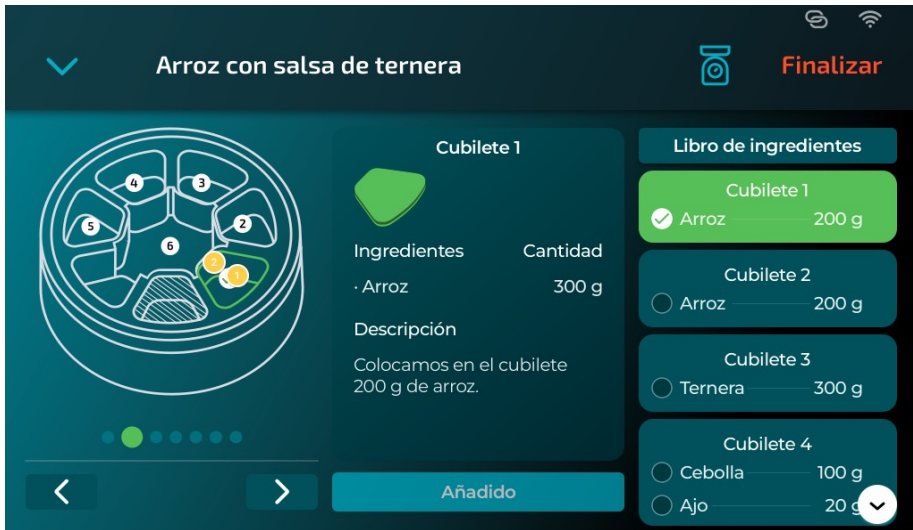 Arroz con salsa de ternera
Finalizar
4
3
5
2
6
2
1
Cubilete 1
Ingredientes Cantidad
· Arroz 300 g
Descripción
Colocamos en el cubilete
200 g de arroz.
Añadido
Libro de ingredientes
Cubilete 1
Arroz 200 g
Cubilete 2
Arroz 200 g
Cubilete 3
Ternera 300 g
Cubilete 4
Cebolla 100 g
Ajo 20 g